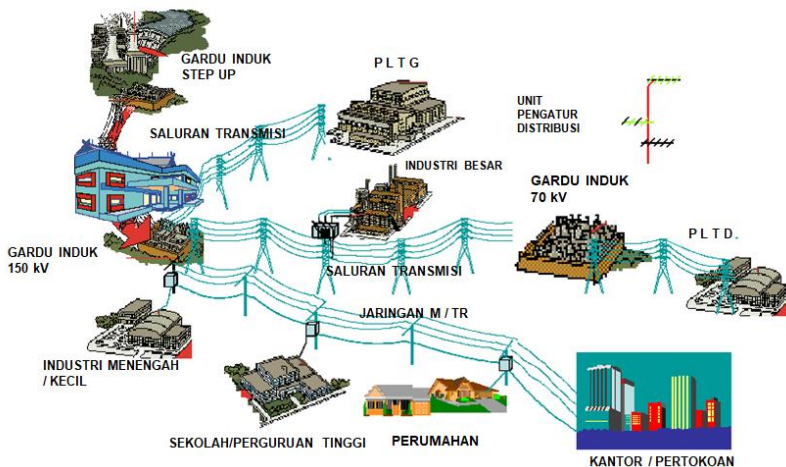 GARDU INDUK
STEP UP
P L T G
UNIT
PENGATUR
DISTRIBUSI
SALURAN TRANSMISI
INDUSTRI BESAR
GARDU INDUK
70 kV
P L T D.
GARDU INDUK
150 kV
SALURAN TRANSMISI
JARINGAN M / TR
INDUSTRI MENENGAH
/ KECIL
SEKOLAH/PERGURUAN TINGGI
PERUMAHAN
KANTOR / PERTOKOAN